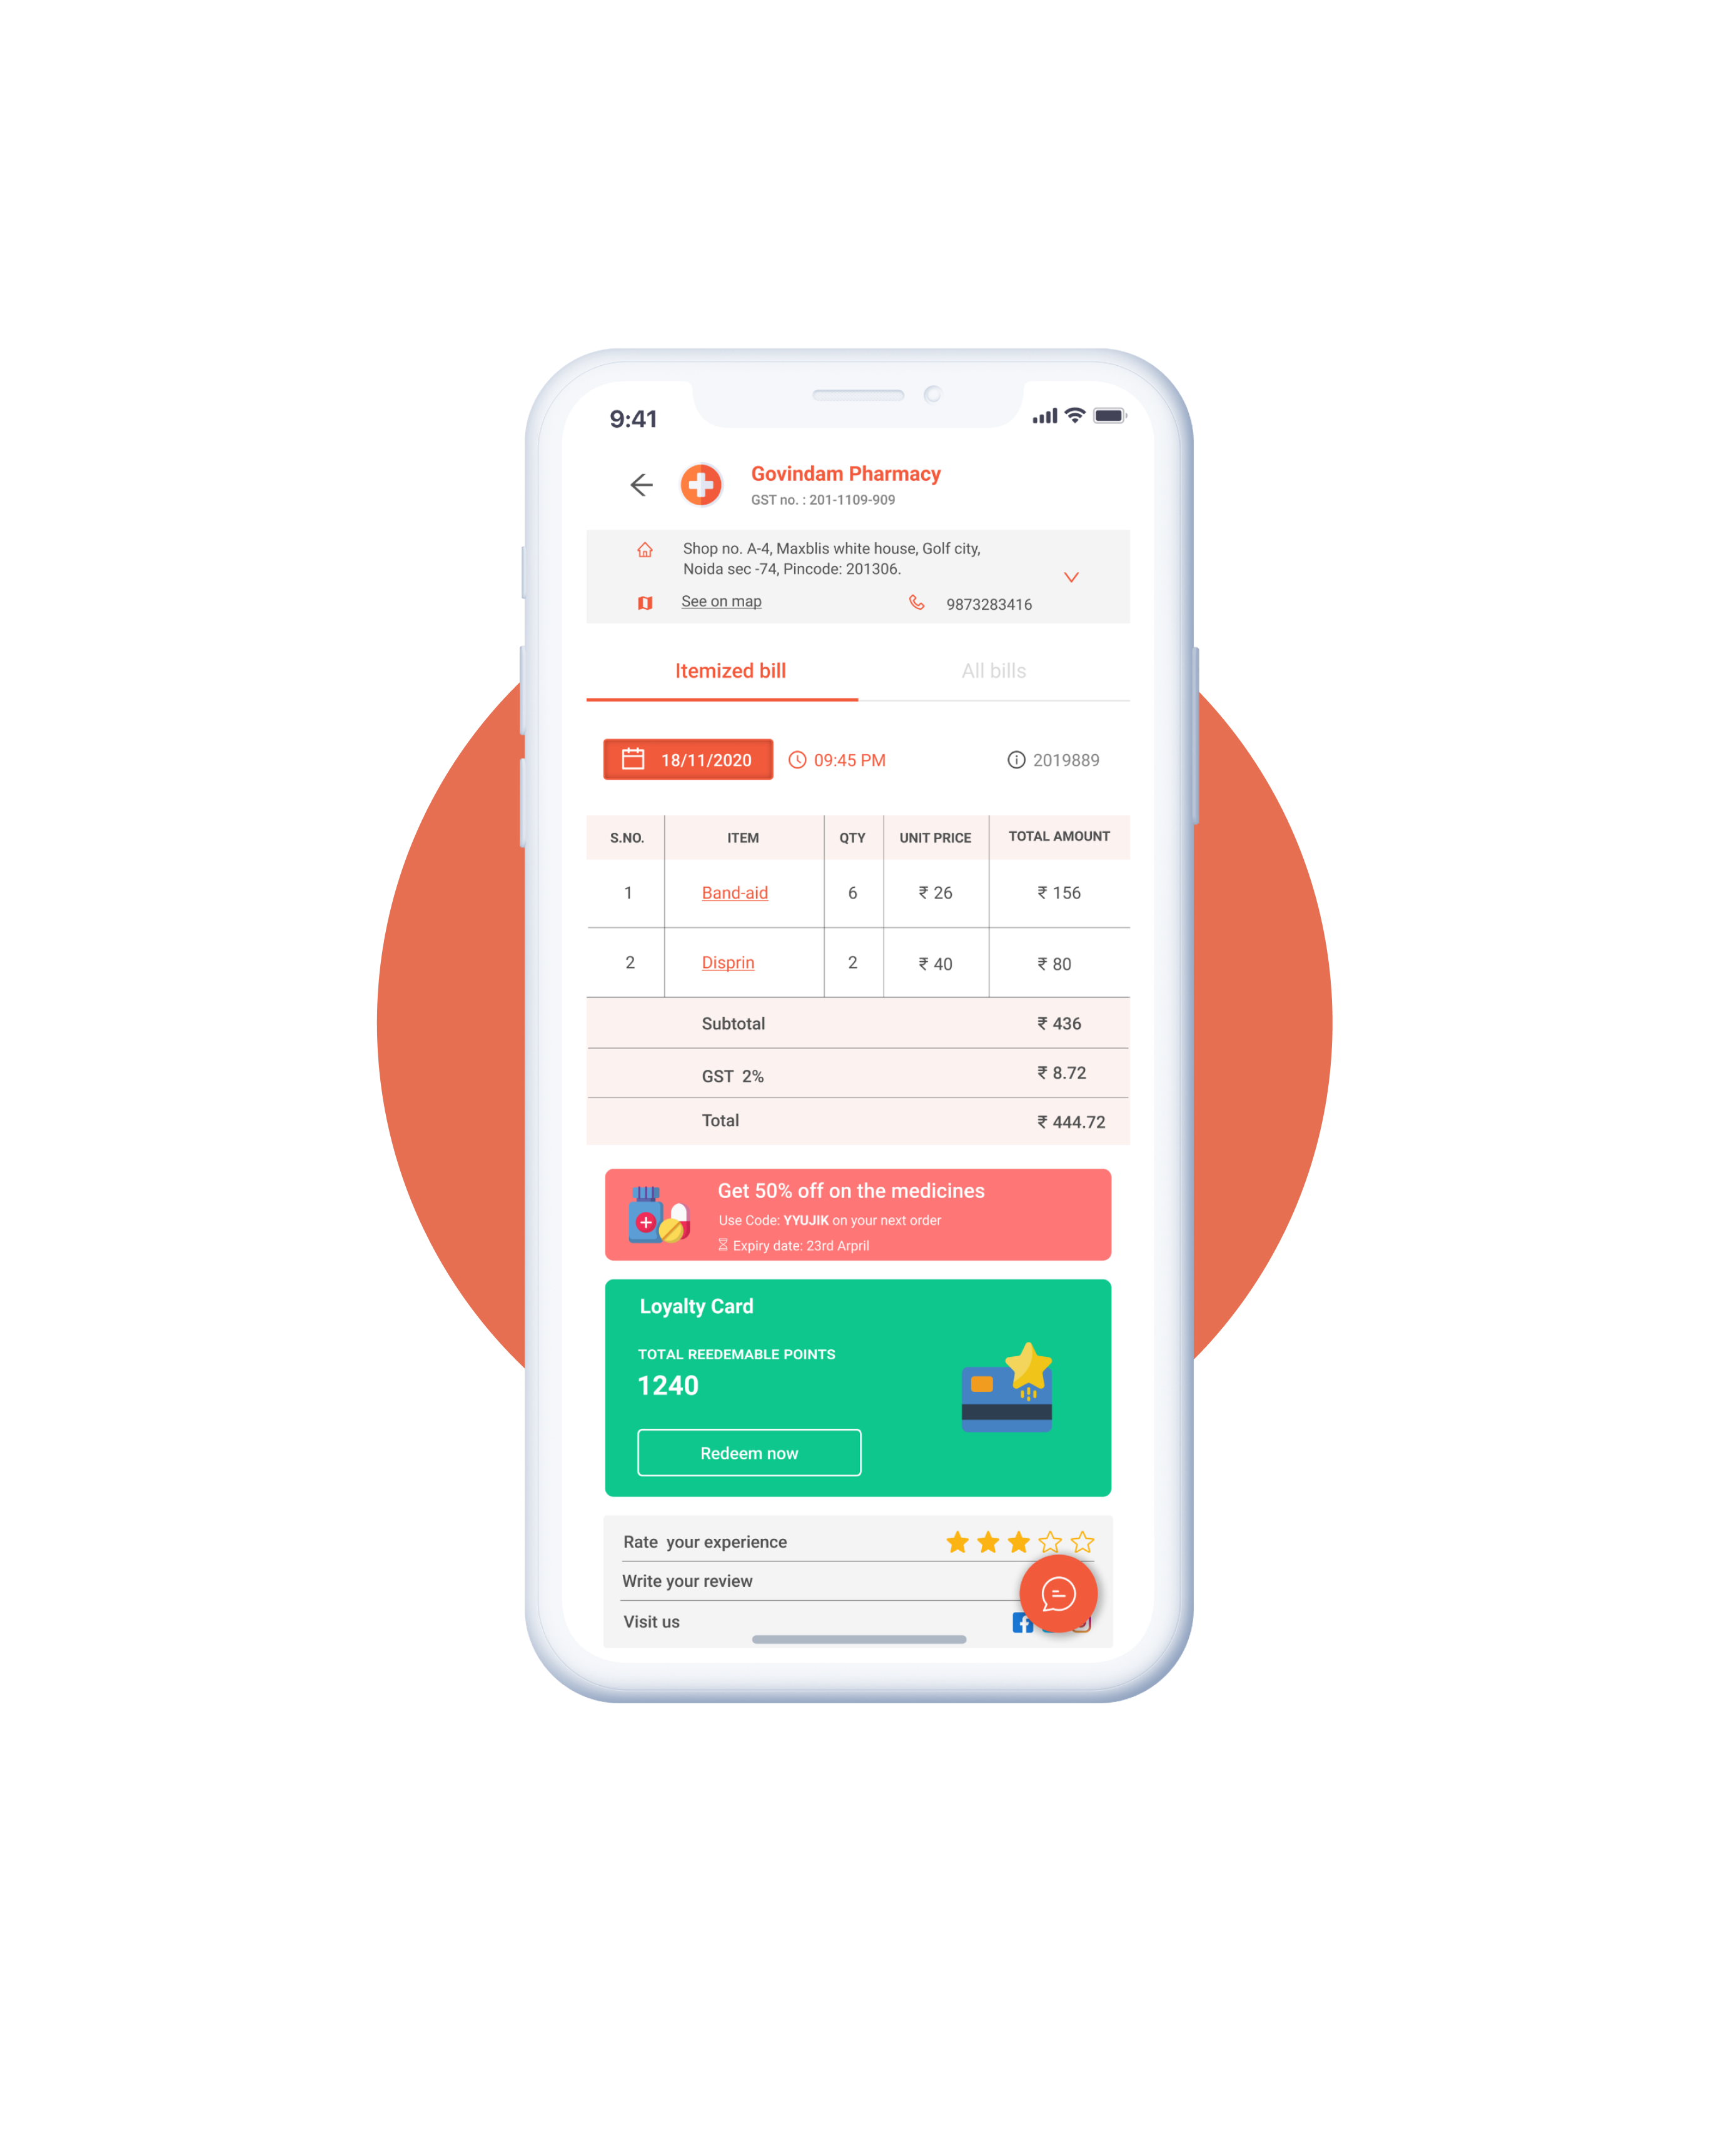 9:41
Govindam Pharmacy
GST no. : 201-1109-909
Shop no. A-4, Maxblis white house, Golf city,
Noida sec -74, Pincode: 201306.
See on map 9873283416
Itemized bill All bills
18/11/2020 09:45 PM 2019889
S.NO. ITEM QTY UNIT PRICE TOTAL AMOUNT
1 Band-aid 6 ₹ 26 ₹ 156
2 Disprin 2 ₹ 40 ₹ 80
Subtotal ₹ 436
GST 2% ₹ 8.72
Total ₹ 444.72
Get 50% off on the medicines
Use Code: YYUJIK on your next order
Expiry date: 23rd Arpril
Loyalty Card
TOTAL REEDEMABLE POINTS
1240
Redeem now
Rate your experience
Write your review
Visit us